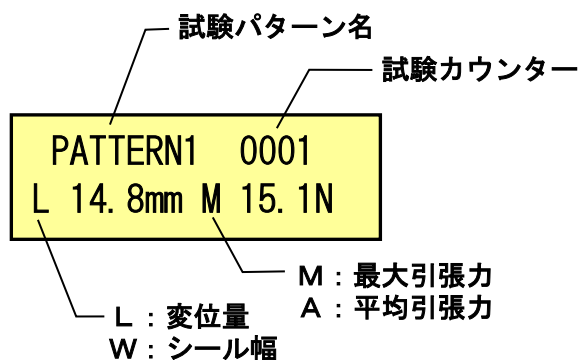 試験パターン名
試験カウンター
PATTERN1 0001
L 14.8mm M 15.1N
M：最大引張力
A：平均引張力
L：変位量
W：シール幅